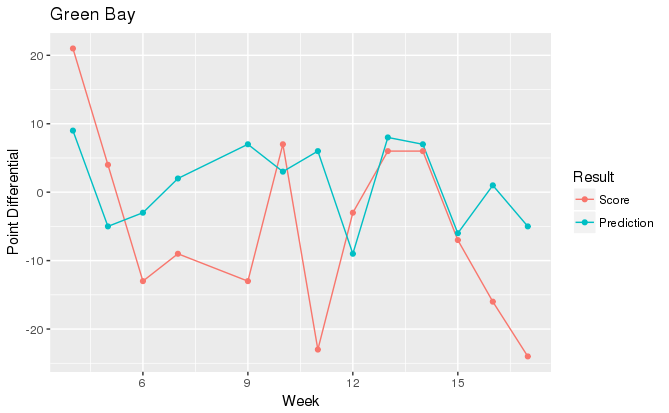 Green Bay
20
10
0
-10
-20
Point Differential
6 9 12 15
Week
Result
Score
Prediction